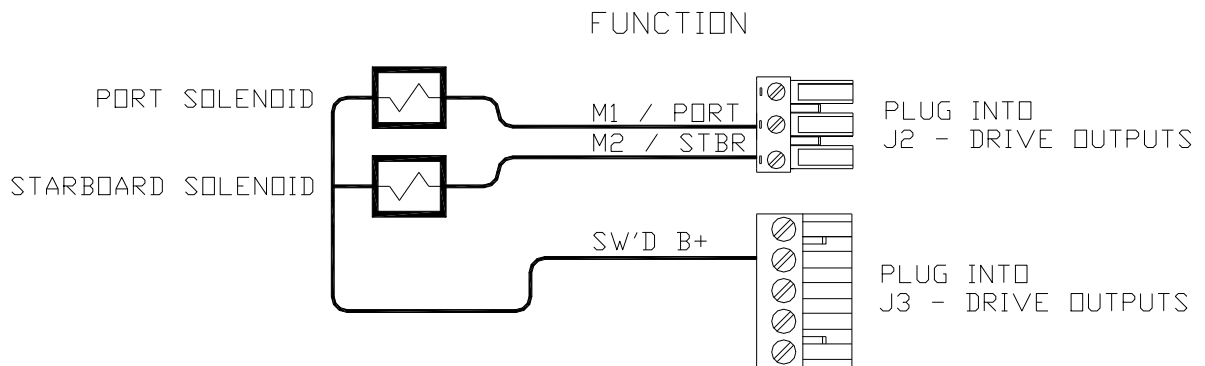 FUNCTION
PORT SOLENOID
M1 / PORT
M2 / STBR
PLUG INTO
J2 - DRIVE OUTPUTS
STARBOARD SOLENOID
SW'D B+
PLUG INTO
J3 - DRIVE OUTPUTS